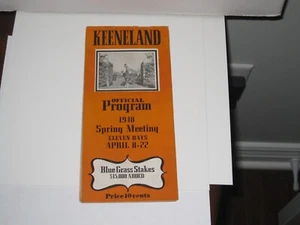 KEENELAND
OFFICIAL
Program
1948
Spring Meeting
ELEVEN DAYS
APRIL 8-22
Blue Grass Stakes
$15,000 ADDED
Price 10 cents